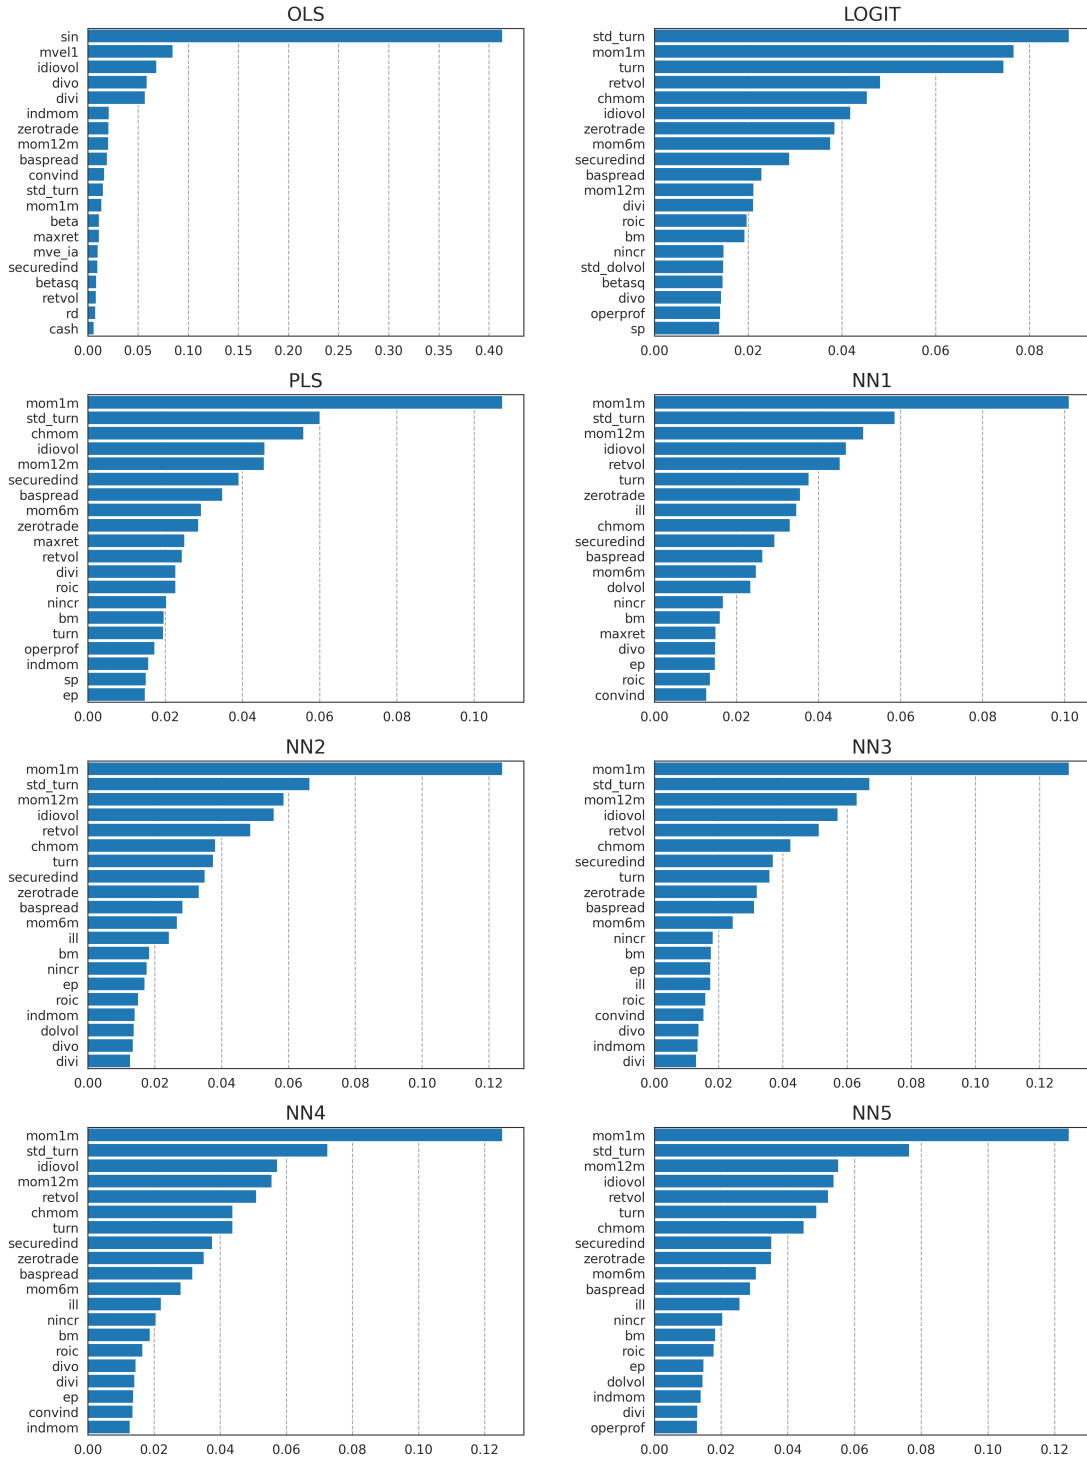 OLS
sin
mvel1
idiovol
divo
divi
indmom
zerotrade
mom12m
baspread
convind
std_turn
mom1m
beta
maxret
mve_ia
securedind
betasq
retvol
rd
cash
0.00 0.05 0.10 0.15 0.20 0.25 0.30 0.35 0.40
LOGIT
std_turn
mom1m
turn
retvol
chmom
idiovol
zerotrade
mom6m
securedind
baspread
mom12m
divi
roic
bm
nincr
std_dolvol
betasq
divo
operprof
sp
0.00 0.02 0.04 0.06 0.08
PLS
mom1m
std_turn
chmom
idiovol
mom12m
securedind
baspread
mom6m
zerotrade
maxret
retvol
divi
roic
nincr
bm
turn
operprof
indmom
sp
ep
0.00 0.02 0.04 0.06 0.08 0.10
NN1
mom1m
std_turn
mom12m
idiovol
retvol
turn
zerotrade
ill
chmom
securedind
baspread
mom6m
dolvol
nincr
bm
maxret
divo
ep
roic
convind
0.00 0.02 0.04 0.06 0.08 0.10
NN2
mom1m
std_turn
mom12m
idiovol
retvol
chmom
turn
securedind
zerotrade
baspread
mom6m
ill
bm
nincr
ep
roic
indmom
dolvol
divo
divi
0.00 0.02 0.04 0.06 0.08 0.10 0.12
NN3
mom1m
std_turn
mom12m
idiovol
retvol
chmom
securedind
turn
zerotrade
baspread
mom6m
nincr
bm
ep
ill
roic
convind
divo
indmom
divi
0.00 0.02 0.04 0.06 0.08 0.10 0.12
NN4
mom1m
std_turn
idiovol
mom12m
retvol
chmom
turn
securedind
zerotrade
baspread
mom6m
ill
nincr
bm
roic
divo
divi
ep
convind
indmom
0.00 0.02 0.04 0.06 0.08 0.10 0.12
NN5
mom1m
std_turn
mom12m
idiovol
retvol
turn
chmom
securedind
zerotrade
mom6m
baspread
ill
nincr
bm
roic
ep
dolvol
indmom
divi
operprof
0.00 0.02 0.04 0.06 0.08 0.10 0.12